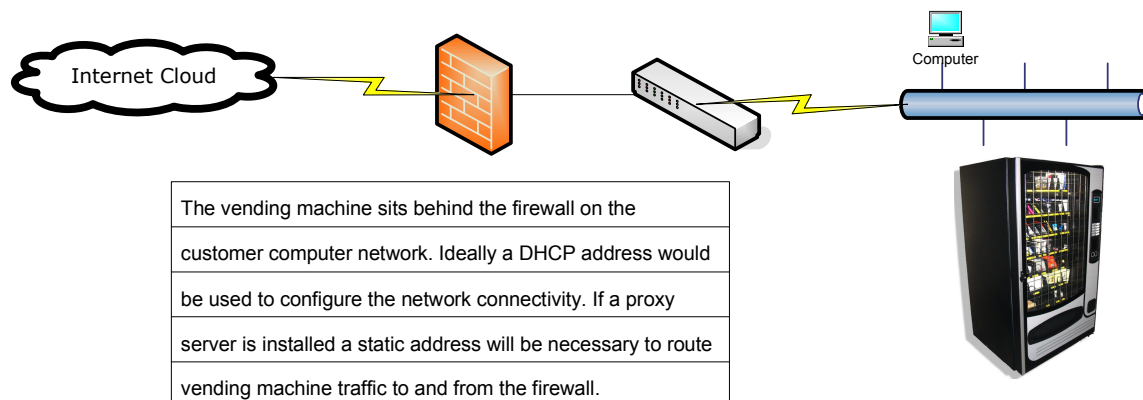 Internet Cloud
Computer
The vending machine sits behind the firewall on the
customer computer network. Ideally a DHCP address would
be used to configure the network connectivity. If a proxy
server is installed a static address will be necessary to route
vending machine traffic to and from the firewall.